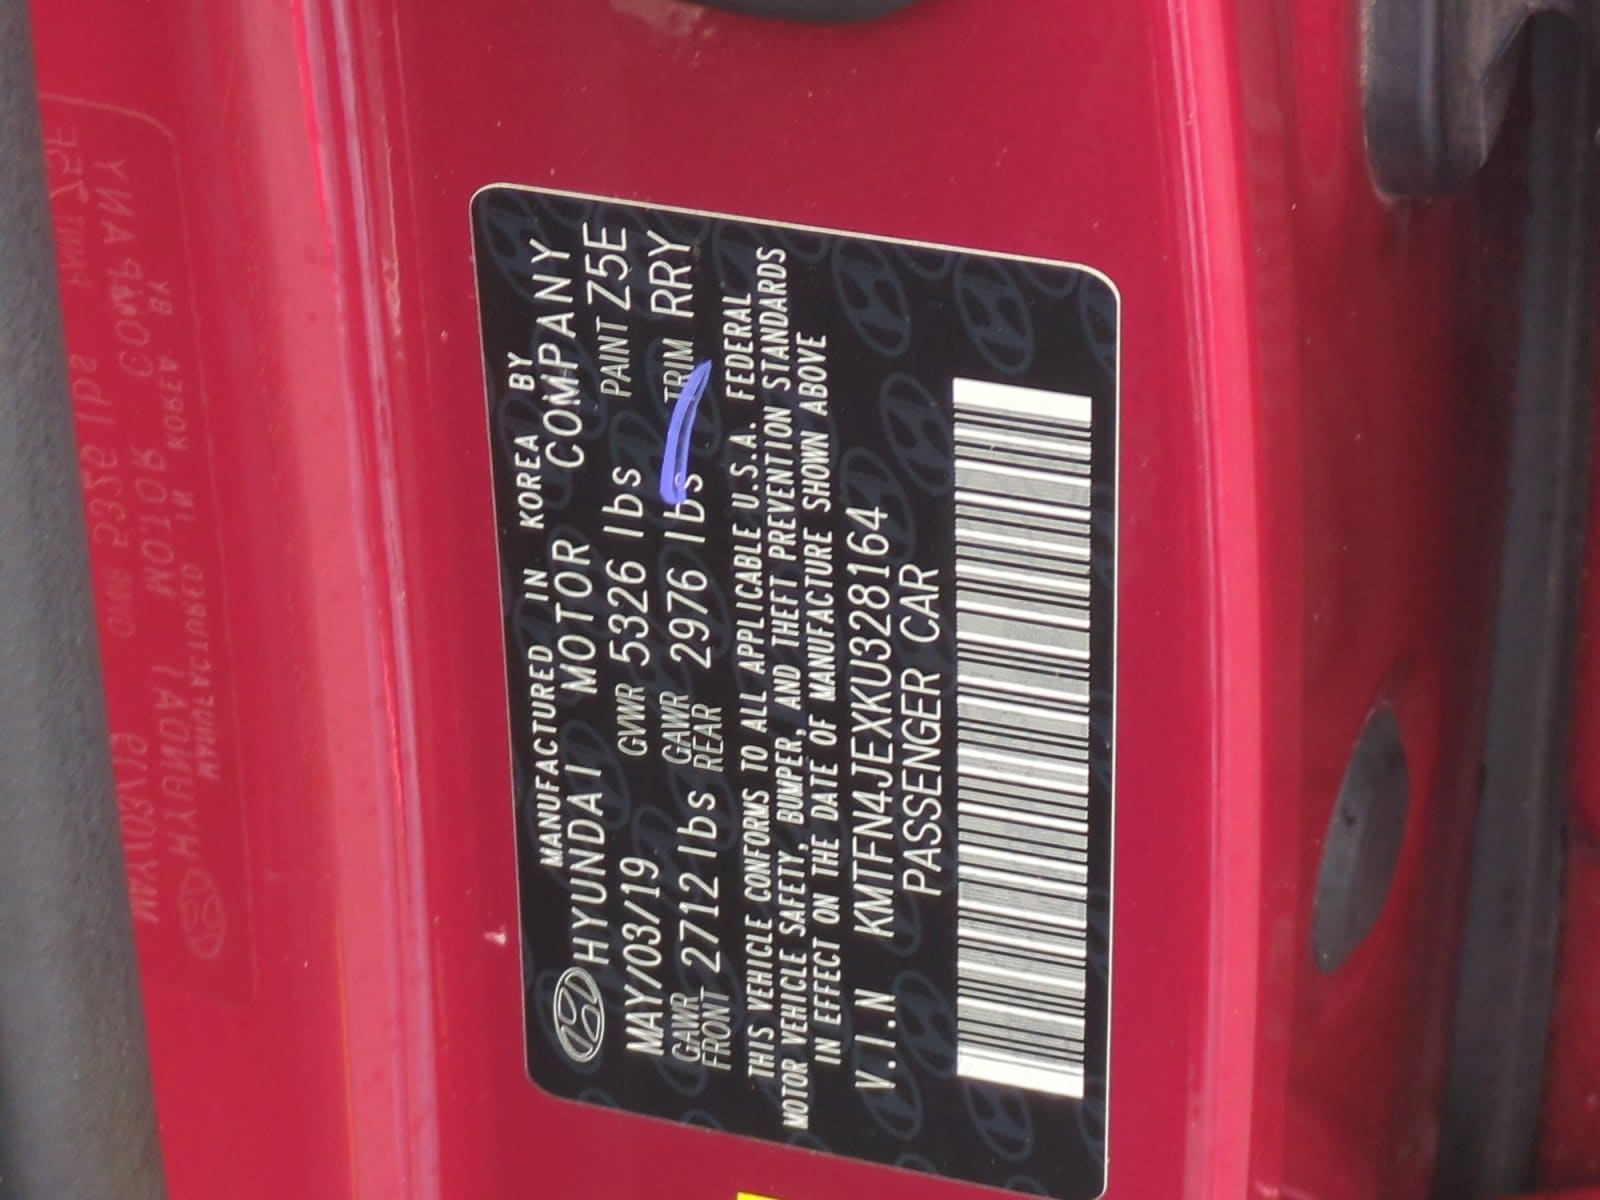 MANUFACTURED IN KOREA BY
HYUNDAI MOTOR COMPANY
MAY/03/19 GVWR 5326 lbs PAINT Z5E
GAWR FRONT 2712 lbs GAWR REAR 2976 lbs TRIM RRY
THIS VEHICLE CONFORMS TO ALL APPLICABLE U.S.A. FEDERAL
MOTOR VEHICLE SAFETY, BUMPER, AND THEFT PREVENTION STANDARDS
IN EFFECT ON THE DATE OF MANUFACTURE SHOWN ABOVE
V.I.N KMTFN4JEXKU328164
PASSENGER CAR